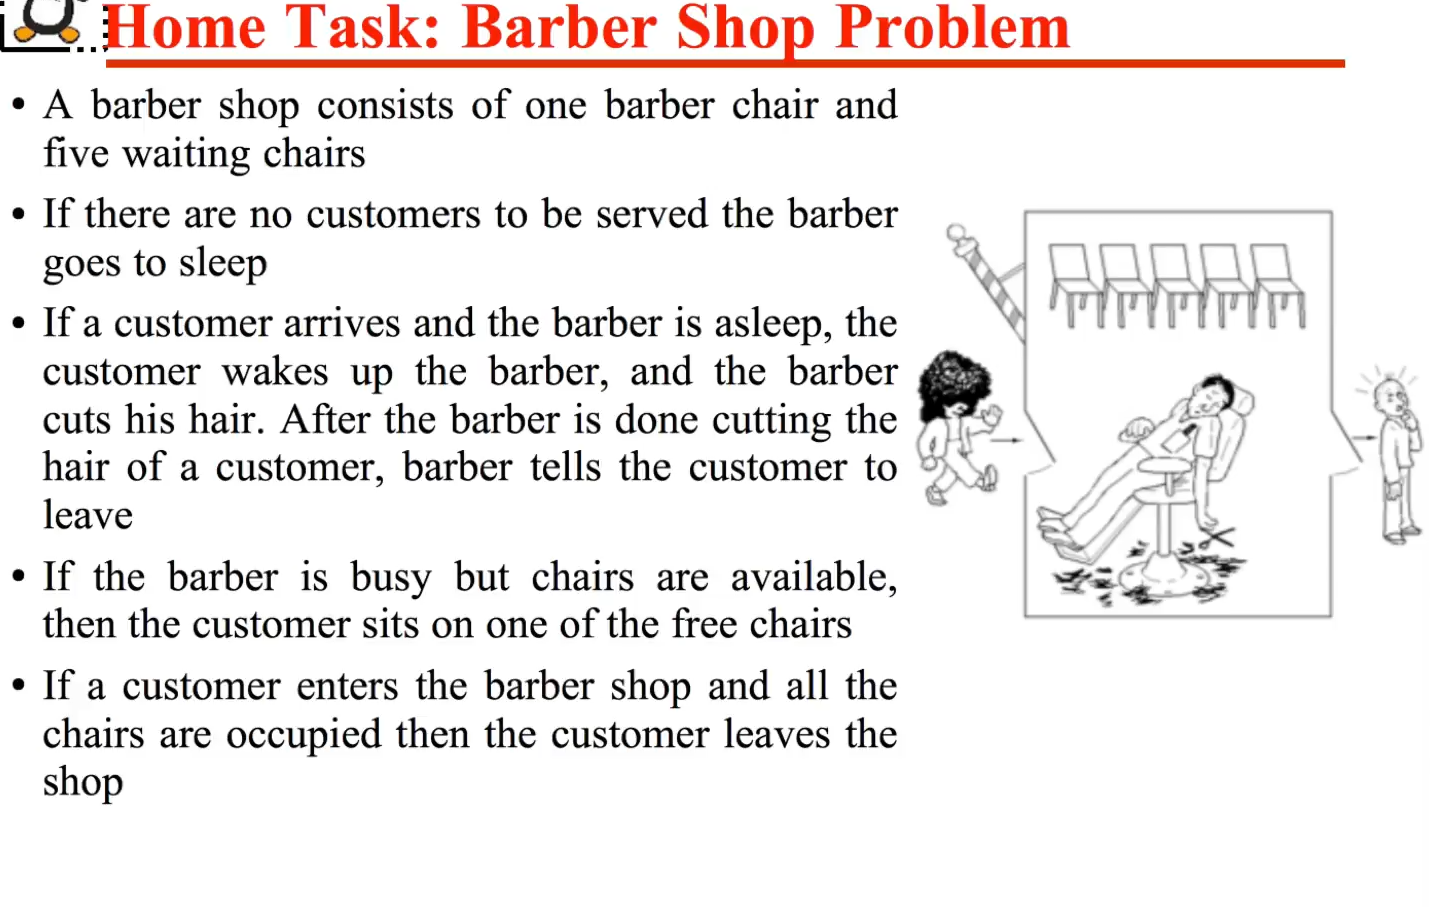 Home Task: Barber Shop Problem
• A barber shop consists of one barber chair and
five waiting chairs
• If there are no customers to be served the barber
goes to sleep
• If a customer arrives and the barber is asleep, the
customer wakes up the barber, and the barber
cuts his hair. After the barber is done cutting the
hair of a customer, barber tells the customer to
leave
• If the barber is busy but chairs are available,
then the customer sits on one of the free chairs
• If a customer enters the barber shop and all the
chairs are occupied then the customer leaves the
shop